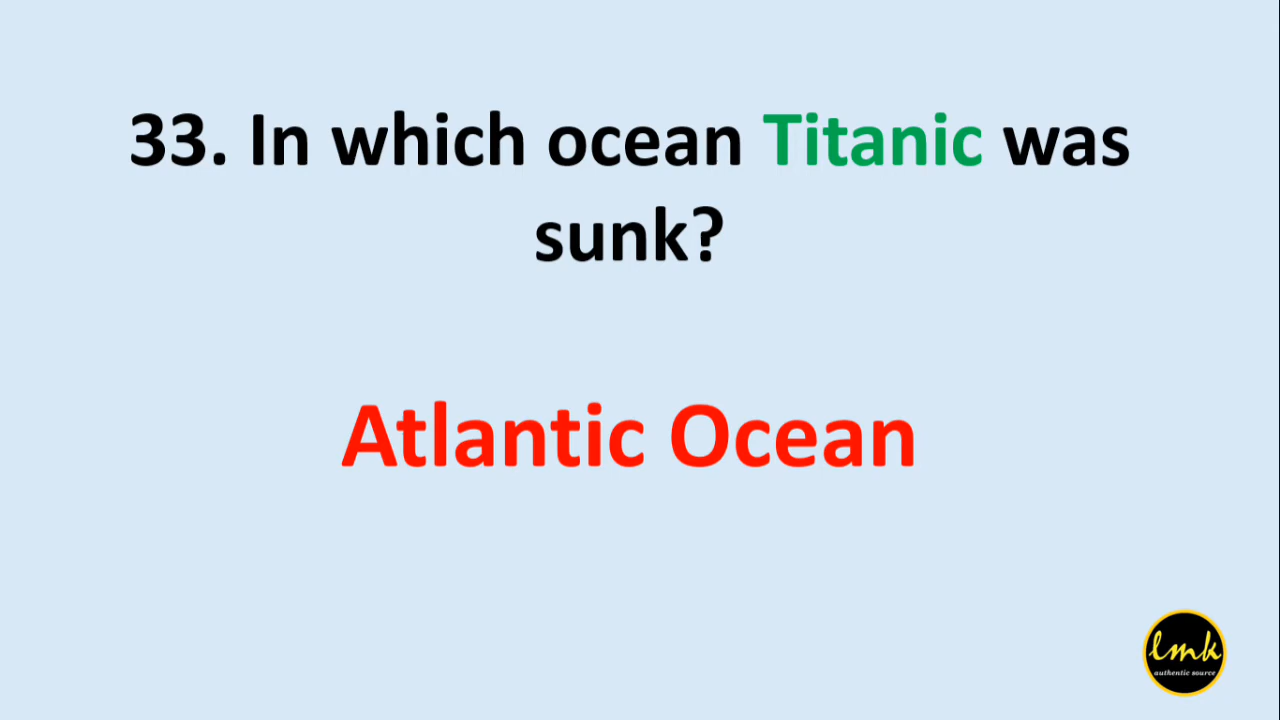 33. In which ocean Titanic was
sunk?
Atlantic Ocean
lmk
authentic source